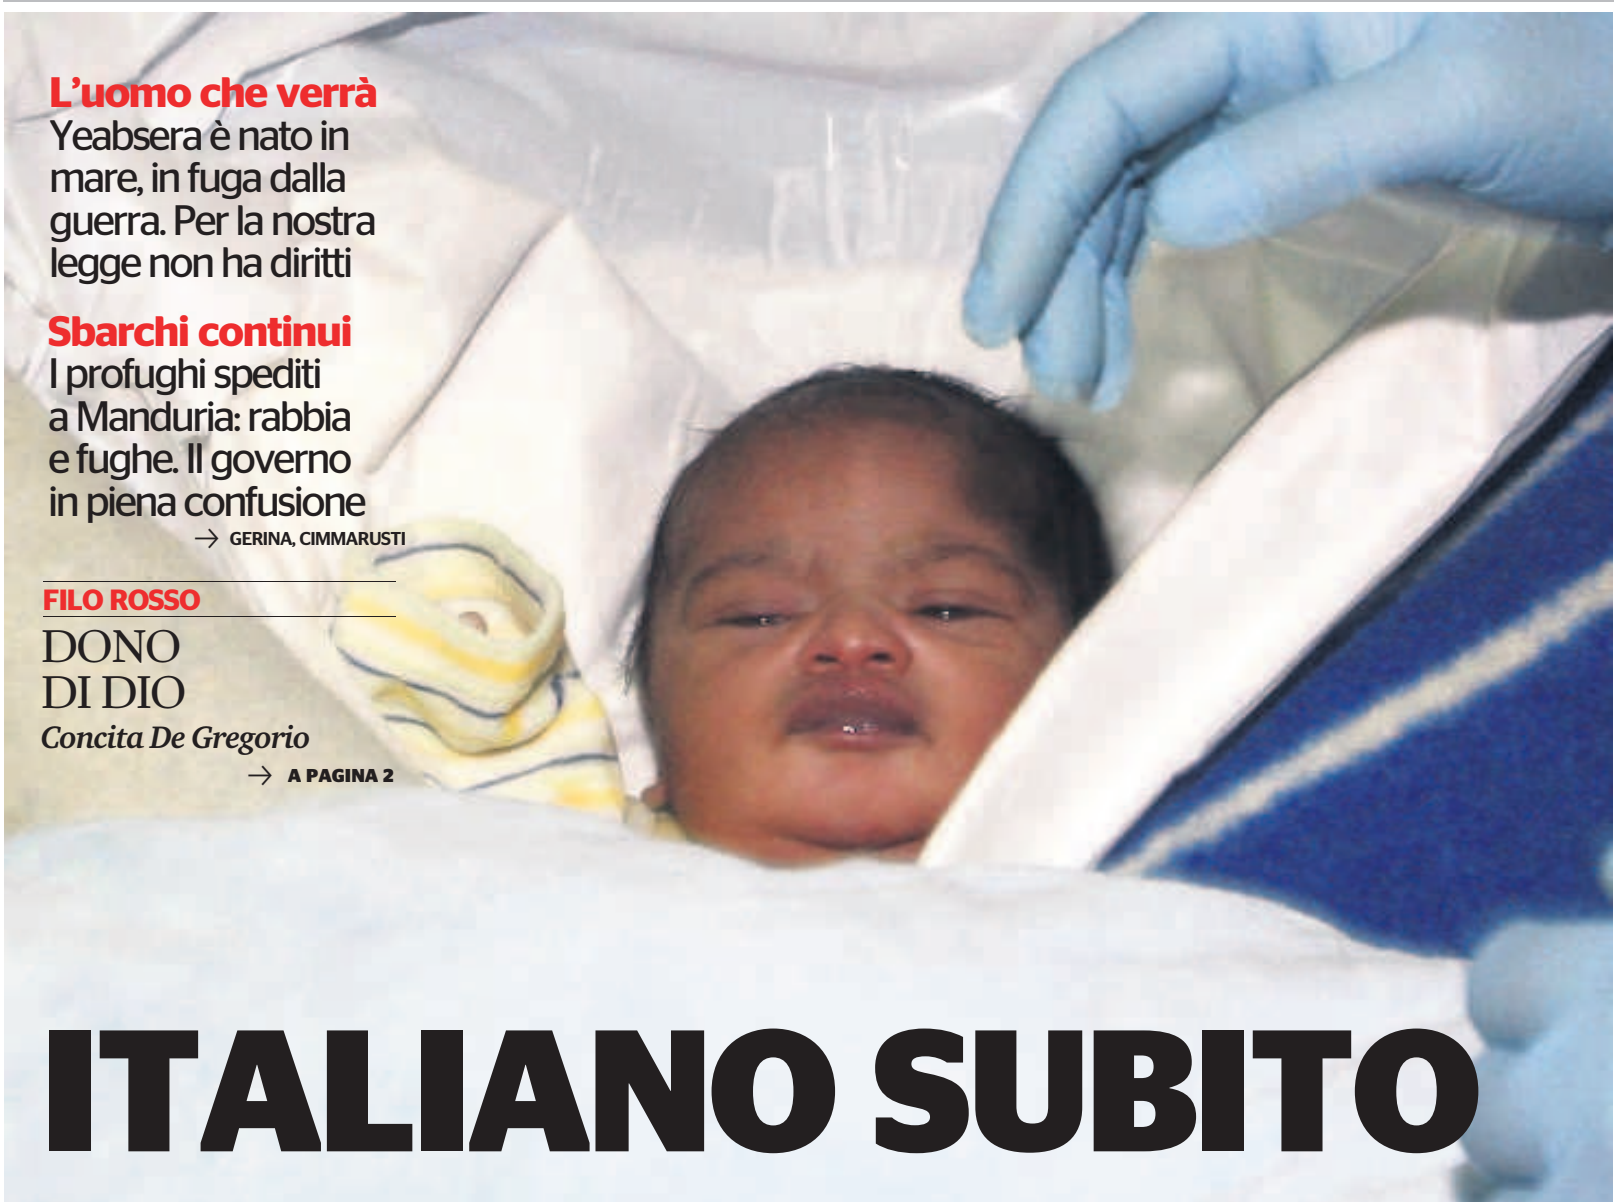 L’uomo che verrà
Yeabsera è nato in
mare, in fuga dalla
guerra. Per la nostra
legge non ha diritti
Sbarchi continui
I profughi spediti
a Manduria: rabbia
e fughe. Il governo
in piena confusione
→ GERINA, CIMMARUSTI
FILO ROSSO
DONO
DI DIO
Concita De Gregorio
→ A PAGINA 2
ITALIANO SUBITO